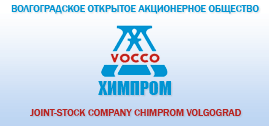 ВОЛГОГРАДСКОЕ ОТКРЫТОЕ АКЦИОНЕРНОЕ ОБЩЕСТВО
VOCCO
ХИМПРОМ
JOINT-STOCK COMPANY CHIMPROM VOLGOGRAD